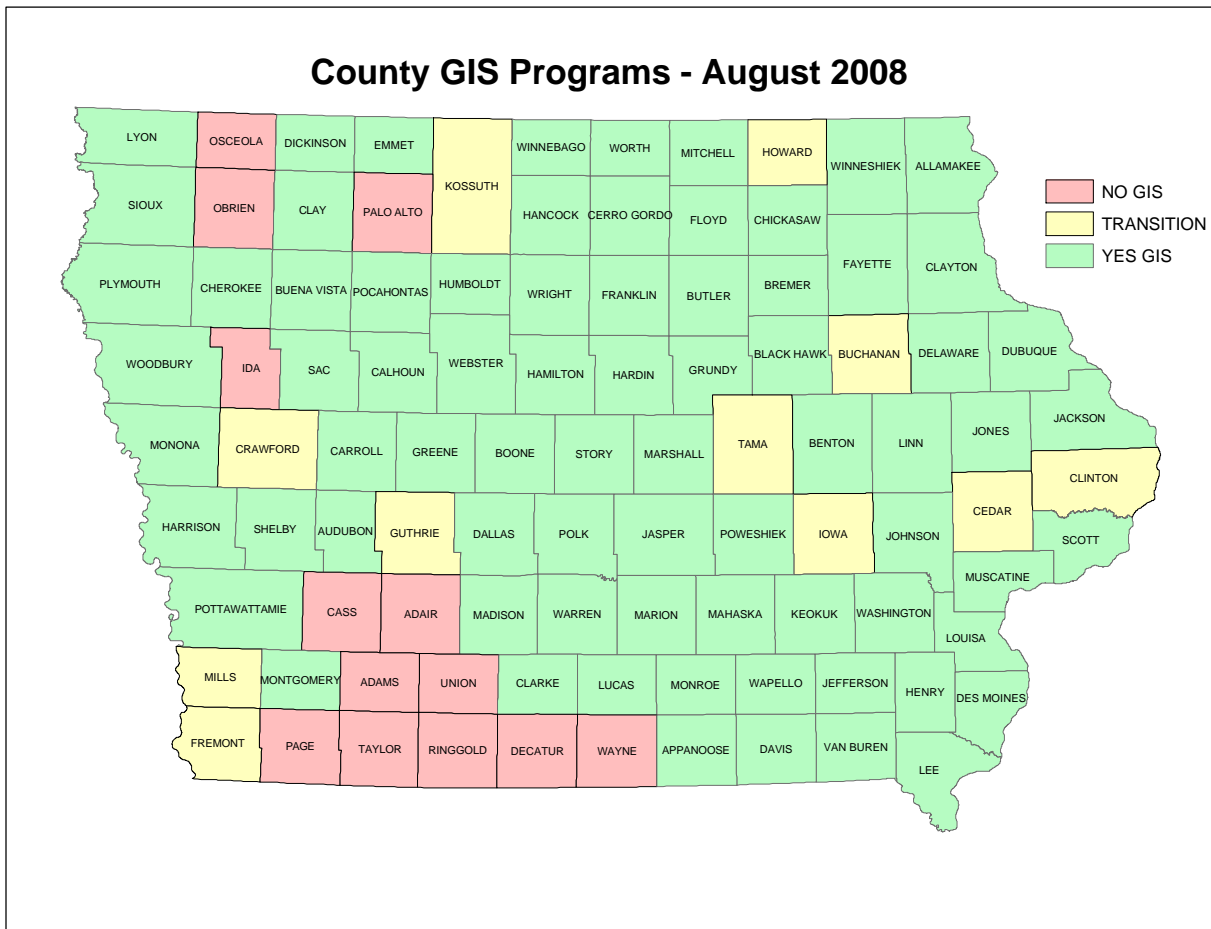 County GIS Programs - August 2008
LYON
OSCEOLA
DICKINSON
EMMET
KOSSUTH
WINNEBAGO
WORTH
MITCHELL
HOWARD
WINNESHIEK
ALLAMAKEE
NO GIS
TRANSITION
YES GIS
SIOUX
OBRIEN
CLAY
PALO ALTO
HANCOCK
CERRO GORDO
FLOYD
CHICKASAW
FAYETTE
CLAYTON
PLYMOUTH
CHEROKEE
BUENA VISTA
POCAHONTAS
HUMBOLDT
WRIGHT
FRANKLIN
BUTLER
BREMER
WOODBURY
IDA
SAC
CALHOUN
WEBSTER
HAMILTON
HARDIN
GRUNDY
BLACK HAWK
BUCHANAN
DELAWARE
DUBUQUE
MONONA
CRAWFORD
CARROLL
GREENE
BOONE
STORY
MARSHALL
TAMA
BENTON
LINN
JONES
JACKSON
CLINTON
HARRISON
SHELBY
AUDUBON
GUTHRIE
DALLAS
POLK
JASPER
POWESHIEK
IOWA
JOHNSON
CEDAR
SCOTT
MUSCATINE
POTTAWATTAMIE
CASS
ADAIR
MADISON
WARREN
MARION
MAHASKA
KEOKUK
WASHINGTON
LOUISA
MILLS
MONTGOMERY
ADAMS
UNION
CLARKE
LUCAS
MONROE
WAPELLO
JEFFERSON
HENRY
DES MOINES
FREMONT
PAGE
TAYLOR
RINGGOLD
DECATUR
WAYNE
APPANOOSE
DAVIS
VAN BUREN
LEE